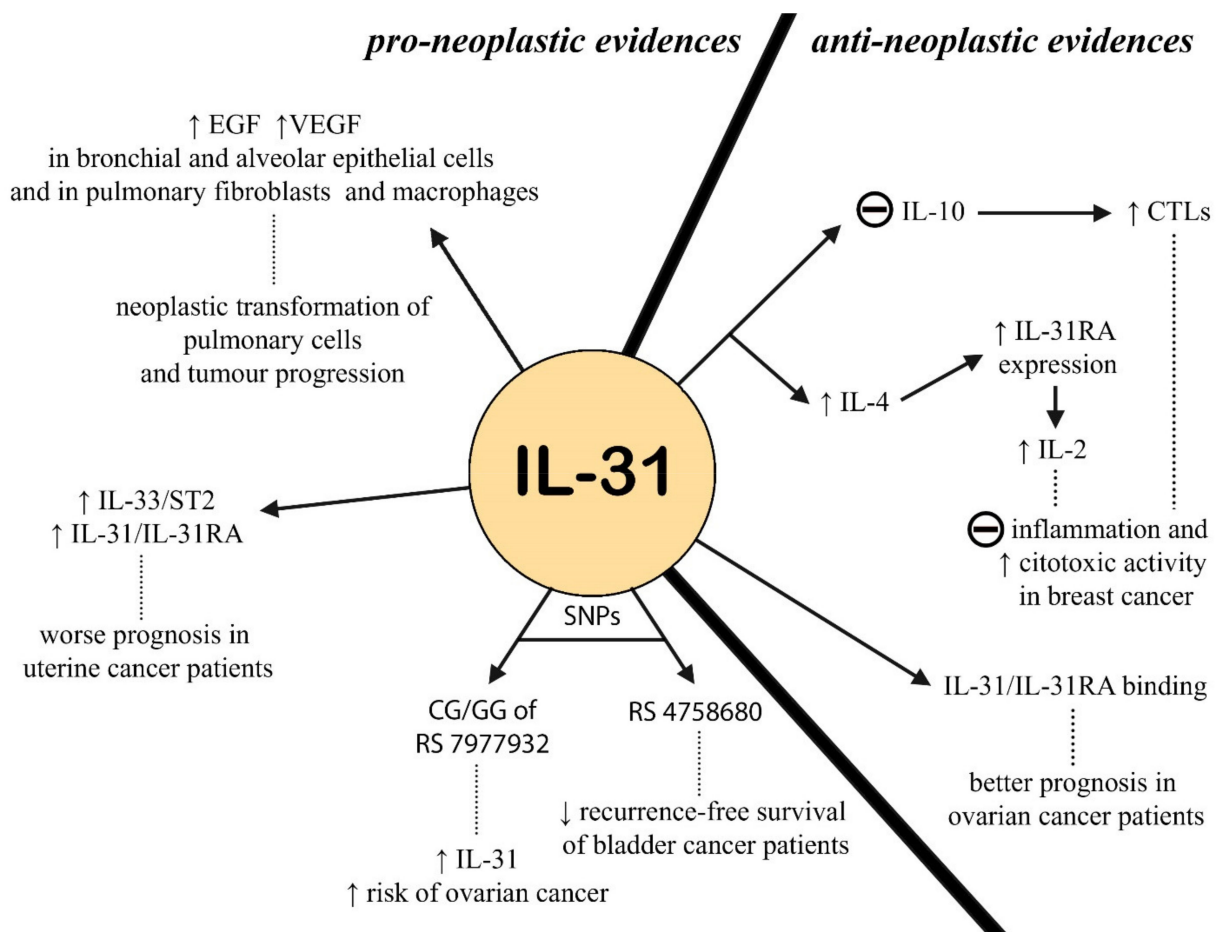 pro-neoplastic evidences
anti-neoplastic evidences
↑ EGF ↑VEGF
in bronchial and alveolar epithelial cells
and in pulmonary fibroblasts and macrophages
neoplastic transformation of
pulmonary cells
and tumour progression
⊖ IL-10
↑ CTLs
↑ IL-4
↑ IL-31RA
expression
↑ IL-2
⊖ inflammation and
↑ citotoxic activity
in breast cancer
IL-31
↑ IL-33/ST2
↑ IL-31/IL-31RA
worse prognosis in
uterine cancer patients
SNPs
CG/GG of
RS 7977932
↑ IL-31
↑ risk of ovarian cancer
RS 4758680
↓ recurrence-free survival
of bladder cancer patients
IL-31/IL-31RA binding
better prognosis in
ovarian cancer patients